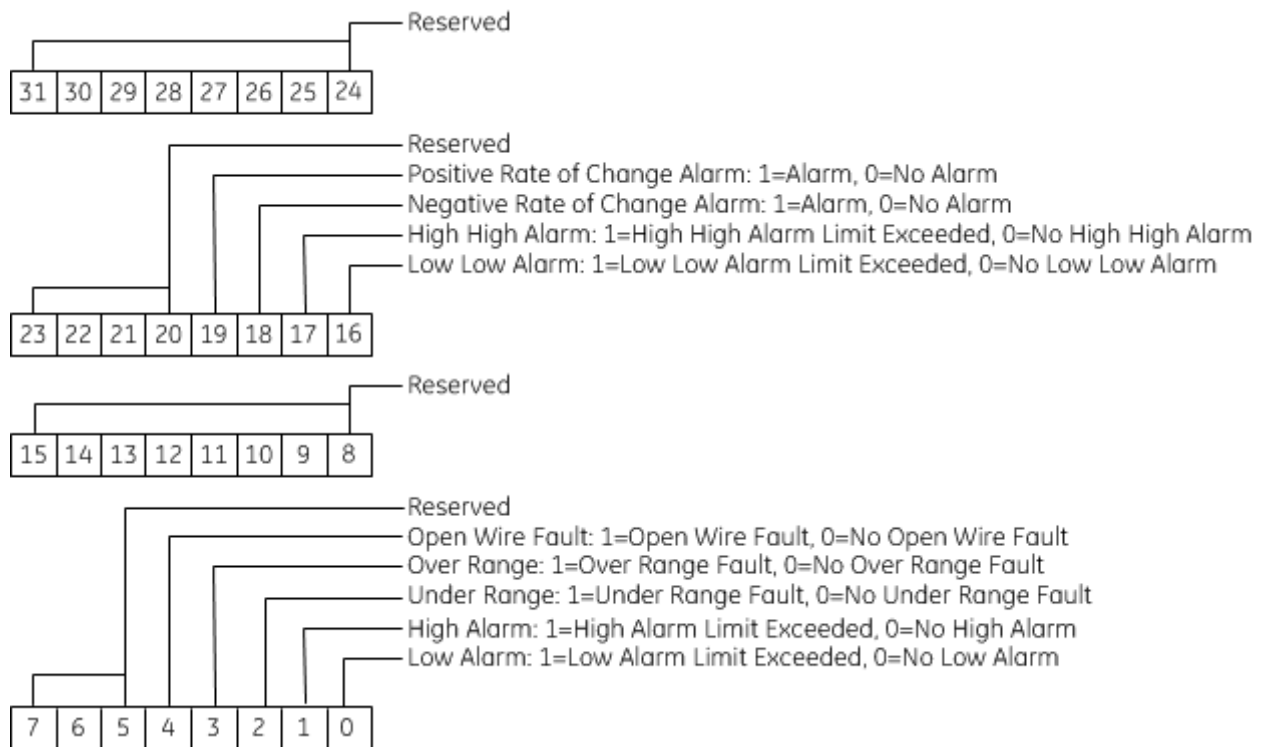 Reserved
31 30 29 28 27 26 25 24
Reserved
Positive Rate of Change Alarm: 1=Alarm, 0=No Alarm
Negative Rate of Change Alarm: 1=Alarm, 0=No Alarm
High High Alarm: 1=High High Alarm Limit Exceeded, 0=No High High Alarm
Low Low Alarm: 1=Low Low Alarm Limit Exceeded, 0=No Low Low Alarm
23 22 21 20 19 18 17 16
Reserved
15 14 13 12 11 10 9 8
Reserved
Open Wire Fault: 1=Open Wire Fault, 0=No Open Wire Fault
Over Range: 1=Over Range Fault, 0=No Over Range Fault
Under Range: 1=Under Range Fault, 0=No Under Range Fault
High Alarm: 1=High Alarm Limit Exceeded, 0=No High Alarm
Low Alarm: 1=Low Alarm Limit Exceeded, 0=No Low Alarm
7 6 5 4 3 2 1 0